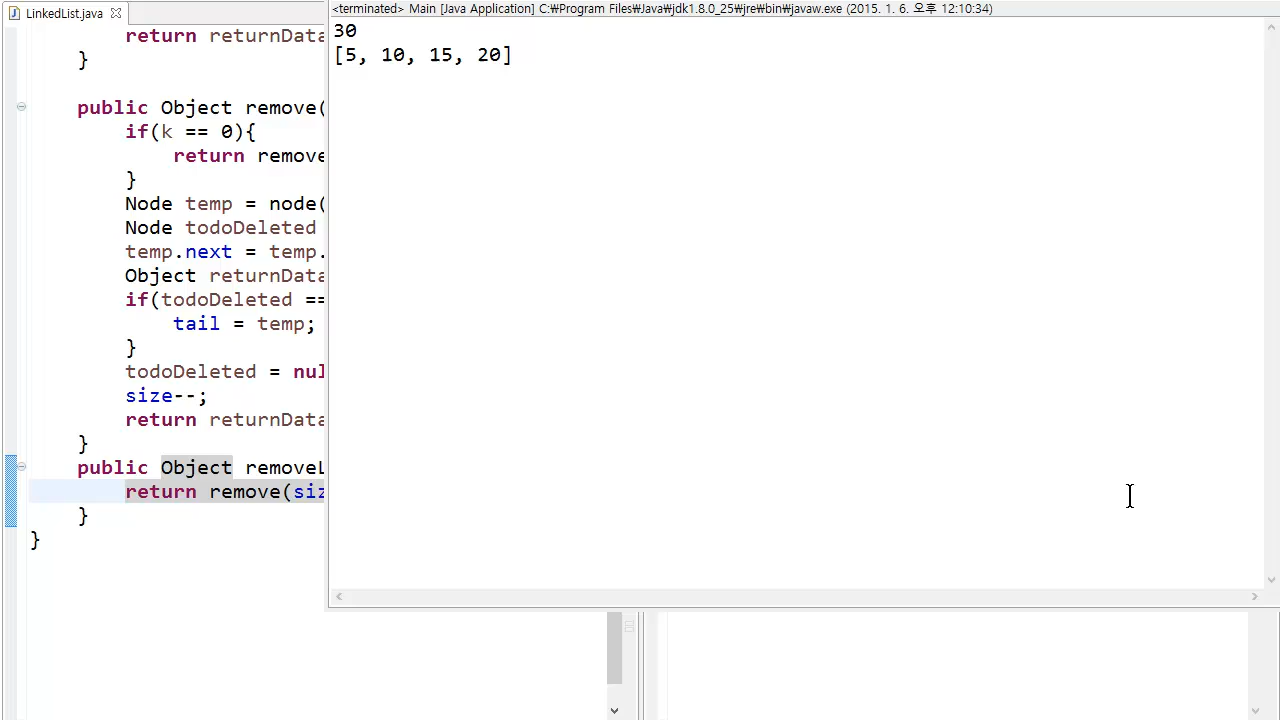 LinkedList.java
<terminated> Main [Java Application] C:₩Program Files₩Java₩jdk1.8.0_25₩jre₩bin₩javaw.exe (2015. 1. 6. 오후 12:10:34)
30
[5, 10, 15, 20]
return returnData
}
public Object remove(
if(k == 0){
return remove
}
Node temp = node(
Node todoDeleted
temp.next = temp.
Object returnData
if(todoDeleted ==
tail = temp;
}
todoDeleted = nul
size--;
return returnData
}
public Object removeL
return remove(siz
}
}